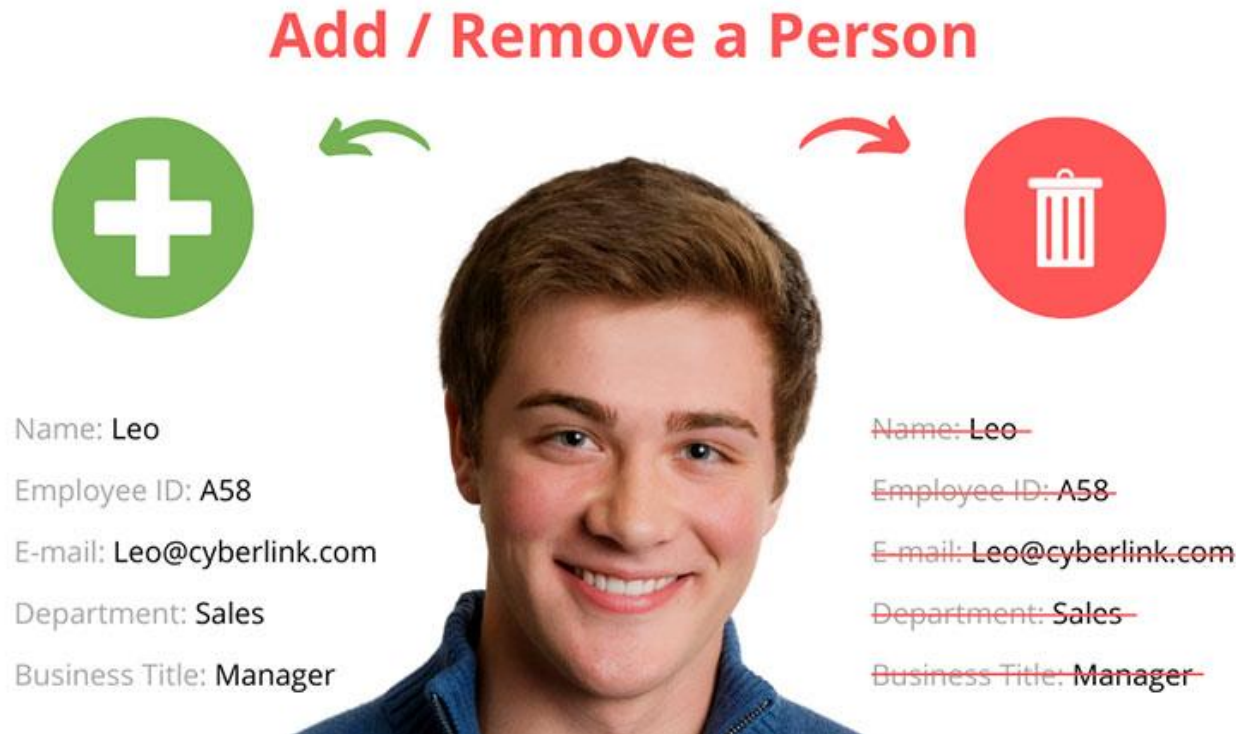 Add / Remove a Person
Name: Leo
Employee ID: A58
E-mail: Leo@cyberlink.com
Department: Sales
Business Title: Manager
Name: Leo
Employee ID: A58
E-mail: Leo@cyberlink.com
Department: Sales
Business Title: Manager